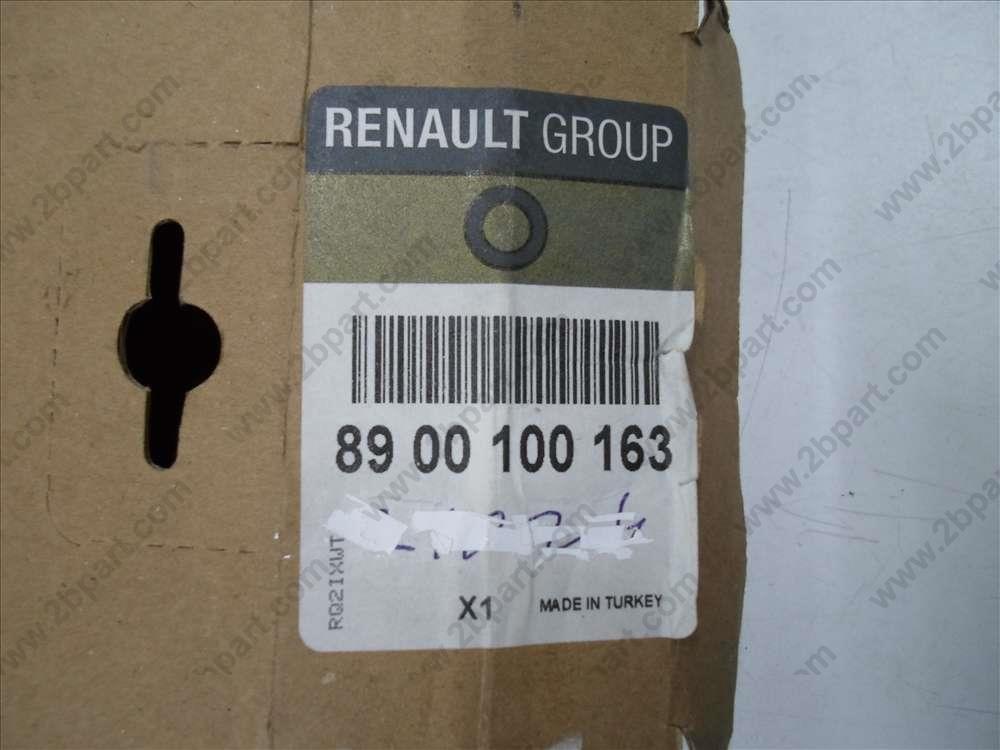 RENAULT GROUP
89 00 100 163
RQ2IXWT
X1
MADE IN TURKEY
www.2bpart.com